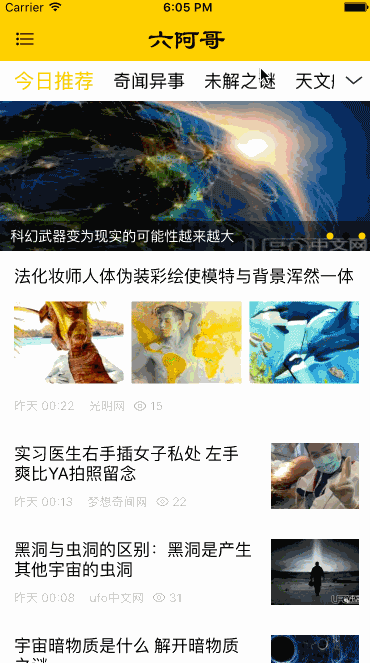 Carrier 6:05 PM
六阿哥
今日推荐 奇闻异事 未解之谜 天文
科幻武器变为现实的可能性越来越大
中文网
法化妆师人体伪装彩绘使模特与背景浑然一体
昨天 00:22 光明网 15
实习医生右手插女子私处 左手
爽比YA拍照留念
昨天 00:13 梦想奇闻网 22
黑洞与虫洞的区别：黑洞是产生
其他宇宙的虫洞
昨天 00:08 ufo中文网 31
宇宙暗物质是什么 解开暗物质
之谜